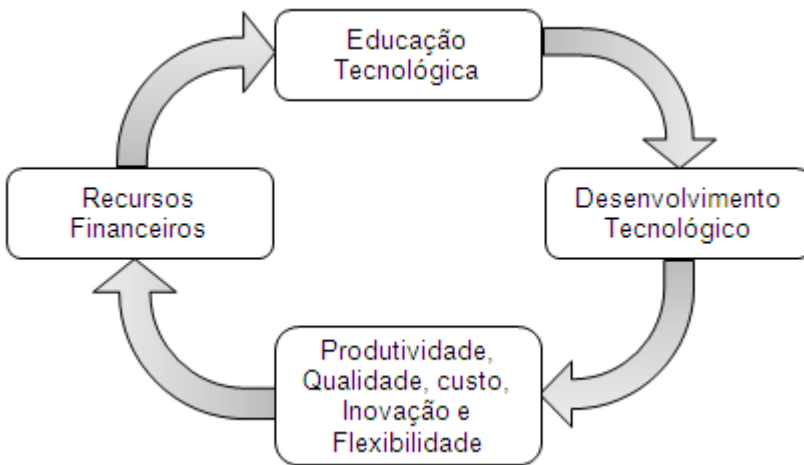 Educação
Tecnológica
Recursos
Financeiros
Desenvolvimento
Tecnológico
Produtividade,
Qualidade, custo,
Inovação e
Flexibilidade